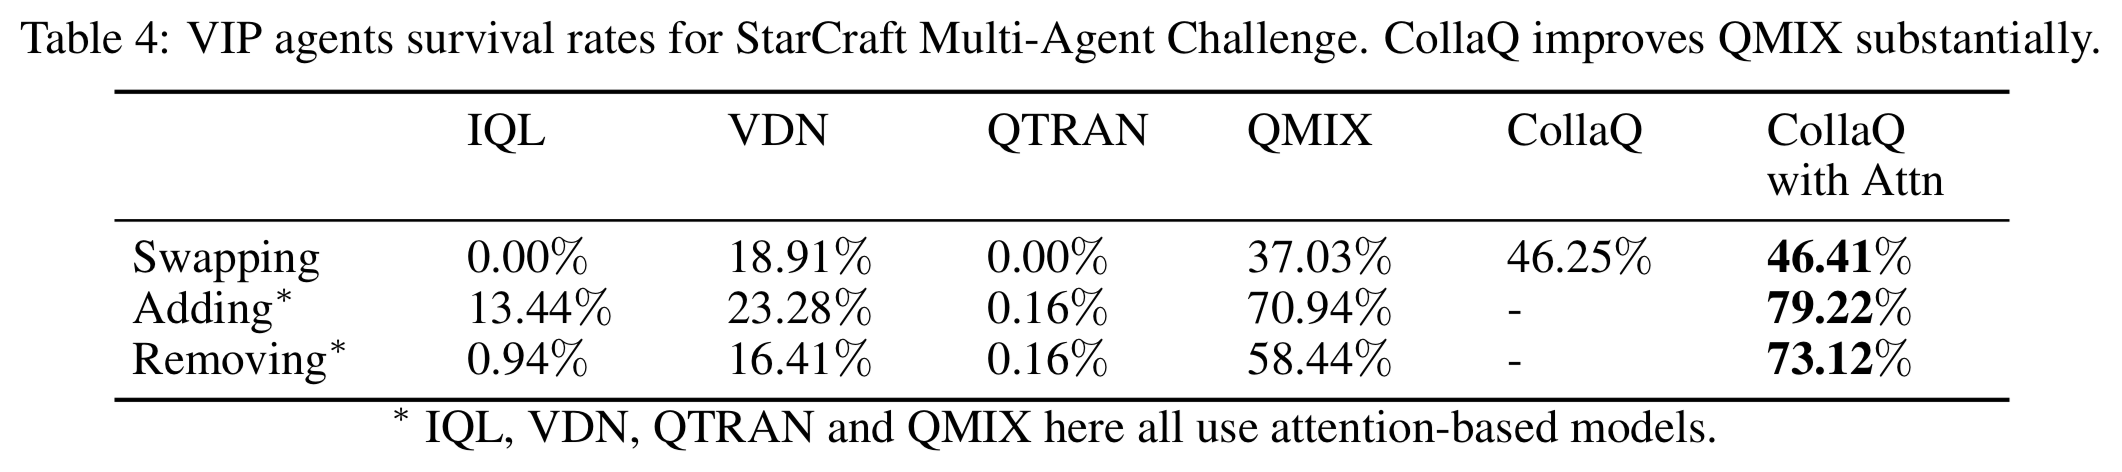 Table 4: VIP agents survival rates for StarCraft Multi-Agent Challenge. CollaQ improves QMIX substantially.
IQL VDN QTRAN QMIX CollaQ CollaQ
with Attn
Swapping 0.00% 18.91% 0.00% 37.03% 46.25% 46.41%
Adding* 13.44% 23.28% 0.16% 70.94% - 79.22%
Removing* 0.94% 16.41% 0.16% 58.44% - 73.12%
* IQL, VDN, QTRAN and QMIX here all use attention-based models.